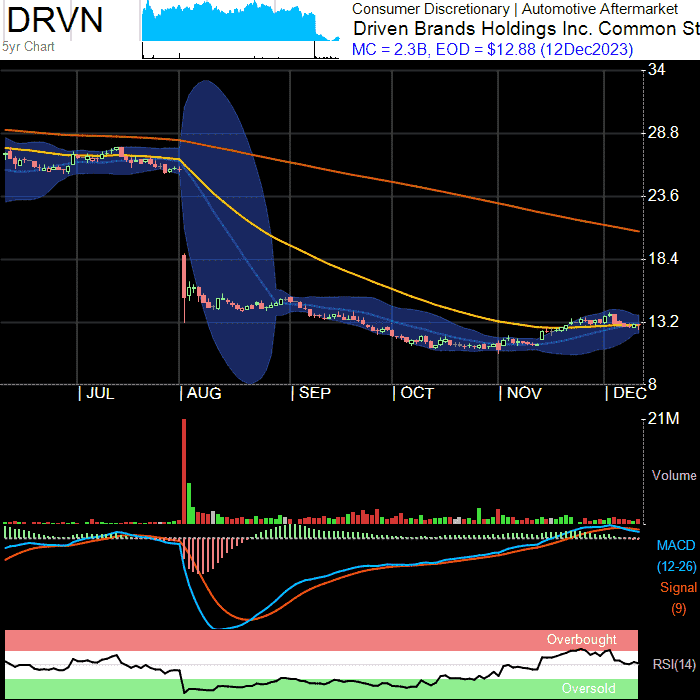 DRVN
5yr Chart
Consumer Discretionary | Automotive Aftermarket
Driven Brands Holdings Inc. Common St
MC = 2.3B, EOD = $12.88 (12Dec2023)
34
28.8
23.6
18.4
13.2
8
| JUL | AUG | SEP | OCT | NOV | DEC
21M
Volume
MACD
(12-26)
Signal
(9)
Overbought
RSI(14)
Oversold